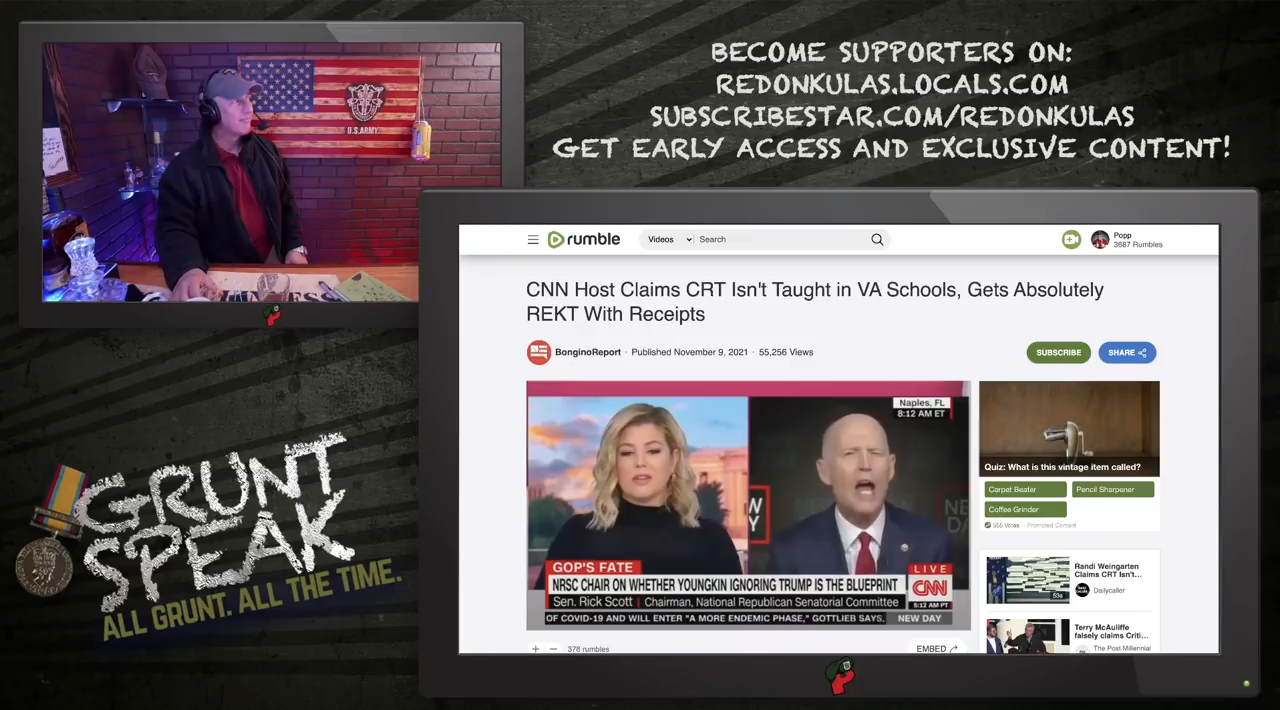 BECOME SUPPORTERS ON:
REDONKULAS.LOCALS.COM
SUBSCRIBESTAR.COM/REDONKULAS
GET EARLY ACCESS AND EXCLUSIVE CONTENT!
U.S. ARMY
rumble
Videos
Search
Popp
3687 Rumbles
CNN Host Claims CRT Isn't Taught in VA Schools, Gets Absolutely
REKT With Receipts
BonginoReport · Published November 9, 2021 · 55,256 Views
SUBSCRIBE
SHARE
Naples, FL
8:12 AM ET
GOP'S FATE
NRSC CHAIR ON WHETHER YOUNGKIN IGNORING TRUMP IS THE BLUEPRINT
Sen. Rick Scott | Chairman, National Republican Senatorial Committee
OF COVID-19 AND WILL ENTER "A MORE ENDEMIC PHASE," GOTTLIEB SAYS.
LIVE
CNN
5:12 AM PT
NEW DAY
+ − 378 rumbles
EMBED
Quiz: What is this vintage item called?
Carpet Beater
Pencil Sharpener
Coffee Grinder
555 Votes · Promoted Content
Randi Weingarten
Claims CRT Isn't...
53s
Dailycaller
Terry McAuliffe
falsely claims Criti...
The Post Millennial
GRUNT
SPEAK
ALL GRUNT. ALL THE TIME.